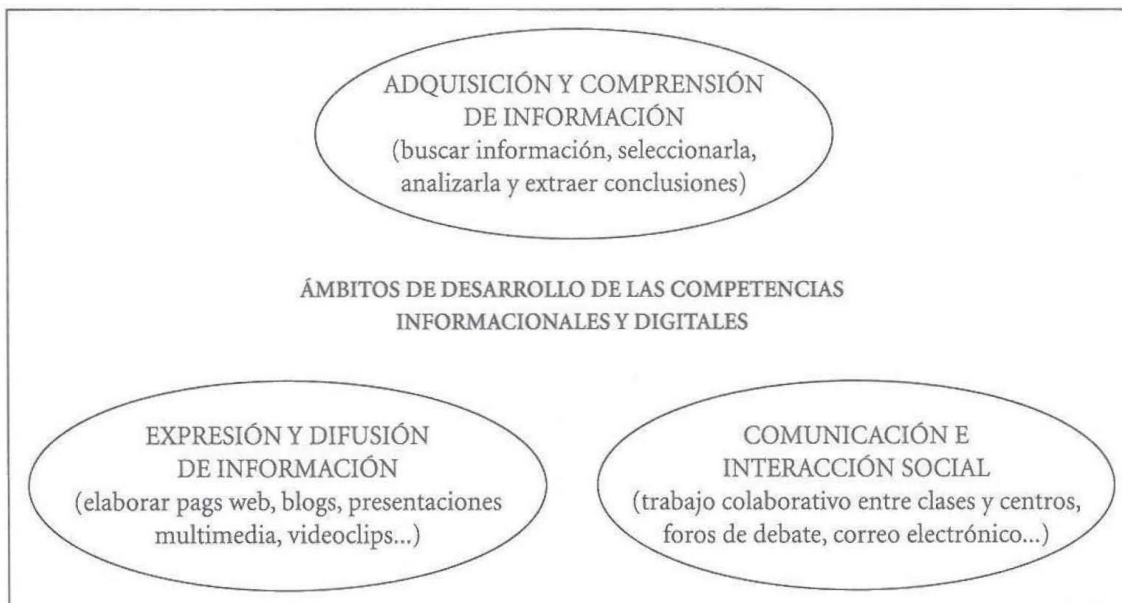 ADQUISICIÓN Y COMPRENSIÓN
DE INFORMACIÓN
(buscar información, seleccionarla,
analizarla y extraer conclusiones)
ÁMBITOS DE DESARROLLO DE LAS COMPETENCIAS
INFORMACIONALES Y DIGITALES
EXPRESIÓN Y DIFUSIÓN
DE INFORMACIÓN
(elaborar pags web, blogs, presentaciones
multimedia, videoclips...)
COMUNICACIÓN E
INTERACCIÓN SOCIAL
(trabajo colaborativo entre clases y centros,
foros de debate, correo electrónico...)